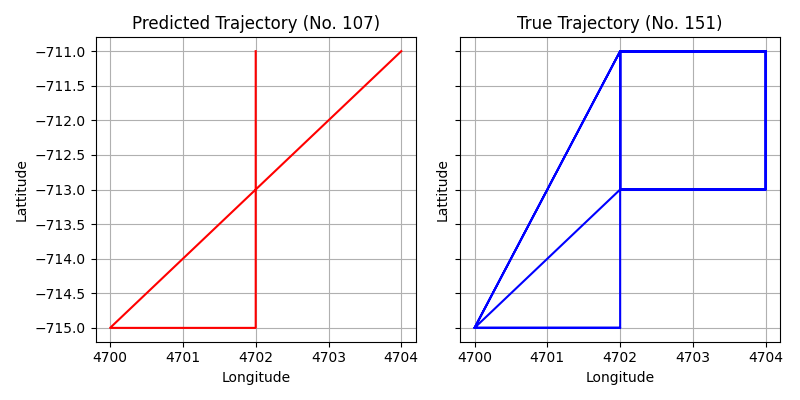 Predicted Trajectory (No. 107)
True Trajectory (No. 151)
Lattitude
−711.0
−711.5
−712.0
−712.5
−713.0
−713.5
−714.0
−714.5
−715.0
4700 4701 4702 4703 4704
Longitude
Lattitude
4700 4701 4702 4703 4704
Longitude